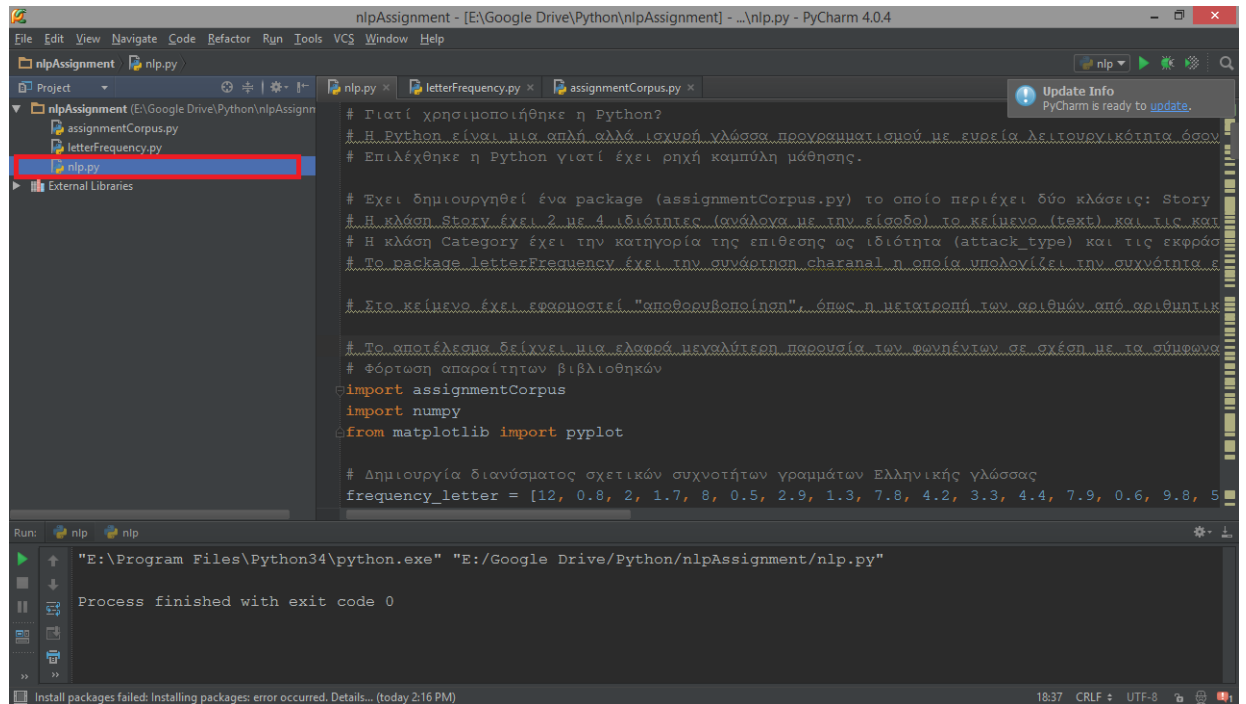 nlpAssignment - [E:\Google Drive\Python\nlpAssignment] - ...\nlp.py - PyCharm 4.0.4
File Edit View Navigate Code Refactor Run Tools VCS Window Help
nlpAssignment nlp.py
nlp
Project
nlp.py × letterFrequency.py × assignmentCorpus.py ×
Update Info
PyCharm is ready to update.
nlpAssignment (E:\Google Drive\Python\nlpAssignn
assignmentCorpus.py
letterFrequency.py
nlp.py
External Libraries
# Γιατί χρησιμοποιήθηκε η Python?
# Η Python είναι μια απλή αλλά ισχυρή γλώσσα προγραμματισμού με ευρεία λειτουργικότητα όσον
# Επιλέχθηκε η Python γιατί έχει ρηχή καμπύλη μάθησης.
# Έχει δημιουργηθεί ένα package (assignmentCorpus.py) το οποίο περιέχει δύο κλάσεις: Story
# Η κλάση Story έχει 2 με 4 ιδιότητες (ανάλογα με την είσοδο) το κείμενο (text) και τις κατ
# Η κλάση Category έχει την κατηγορία της επιθεσης ως ιδιότητα (attack_type) και τις εκφράσ
# Το package letterFrequency έχει την συνάρτηση charanal η οποία υπολογίζει την συχνότητα ε
# Στο κείμενο έχει εφαρμοστεί "αποθορυβοποίηση", όπως η μετατροπή των αριθμών από αριθμητικ
# Το αποτέλεσμα δείχνει μια ελαφρά μεγαλύτερη παρουσία των φωνηέντων σε σχέση με τα σύμφωνα
# Φόρτωση απαραίτητων βιβλιοθηκών
import assignmentCorpus
import numpy
from matplotlib import pyplot
# Δημιουργία διανύσματος σχετικών συχνοτήτων γραμμάτων Ελληνικής γλώσσας
frequency_letter = [12, 0.8, 2, 1.7, 8, 0.5, 2.9, 1.3, 7.8, 4.2, 3.3, 4.4, 7.9, 0.6, 9.8, 5
Run: nlp nlp
"E:\Program Files\Python34\python.exe" "E:/Google Drive/Python/nlpAssignment/nlp.py"
Process finished with exit code 0
Install packages failed: Installing packages: error occurred. Details... (today 2:16 PM)
18:37 CRLF UTF-8 1